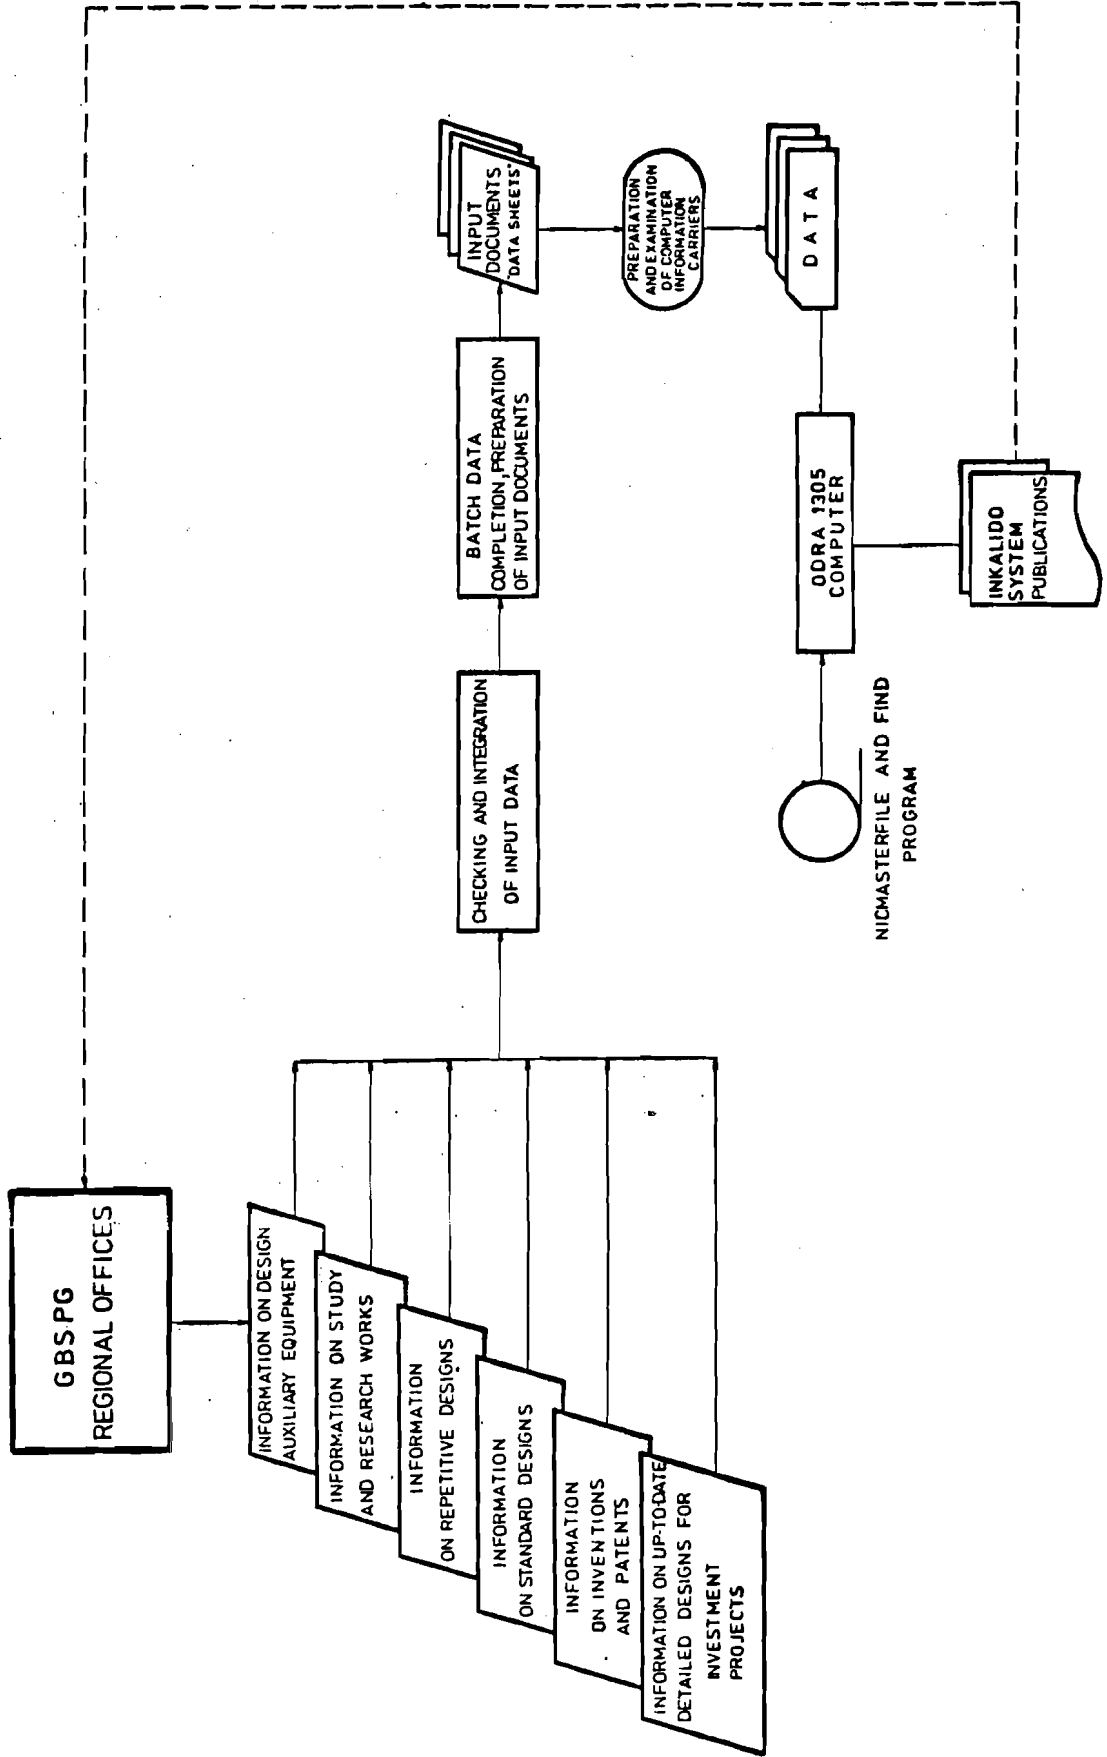 GBSPG
REGIONAL OFFICES
INFORMATION ON DESIGN
AUXILIARY EQUIPMENT
INFORMATION ON STUDY
AND RESEARCH WORKS
INFORMATION
ON REPETITIVE DESIGNS
INFORMATION
ON STANDARD DESIGNS
INFORMATION
ON INVENTIONS
AND PATENTS
INFORMATION ON UP-TO-DATE
DETAILED DESIGNS FOR
INVESTMENT
PROJECTS
CHECKING AND INTEGRATION
OF INPUT DATA
BATCH DATA
COMPLETION, PREPARATION
OF INPUT DOCUMENTS
INPUT
DOCUMENTS
"DATA SHEETS"
PREPARATION
AND EXAMINATION
OF COMPUTER
INFORMATION
CARRIERS
DATA
ODRA 1305
COMPUTER
NICMASTERFILE AND FIND
PROGRAM
INKALIDO
SYSTEM
PUBLICATIONS